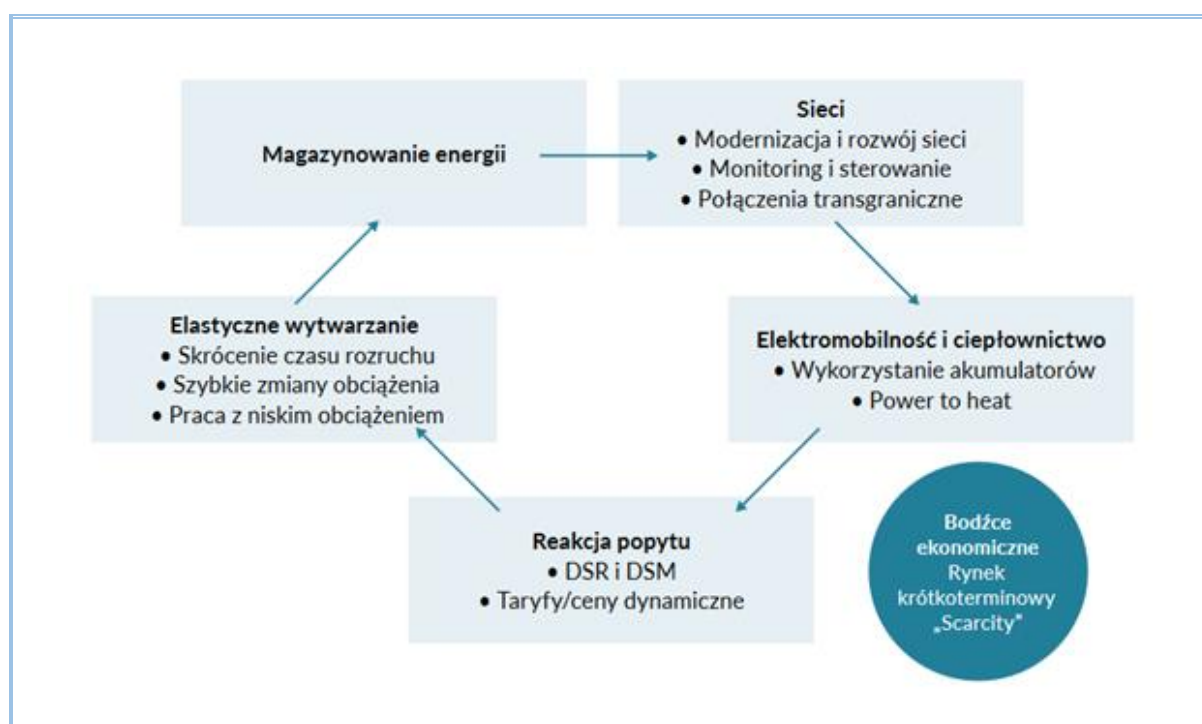 Magazynowanie energii
Sieci
• Modernizacja i rozwój sieci
• Monitoring i sterowanie
• Połączenia transgraniczne
Elastyczne wytwarzanie
• Skrócenie czasu rozruchu
• Szybkie zmiany obciążenia
• Praca z niskim obciążeniem
Elektromobilność i ciepłownictwo
• Wykorzystanie akumulatorów
• Power to heat
Reakcja popytu
• DSR i DSM
• Taryfy/ceny dynamiczne
Bodźce
ekonomiczne
Rynek
krótkoterminowy
„Scarcity”